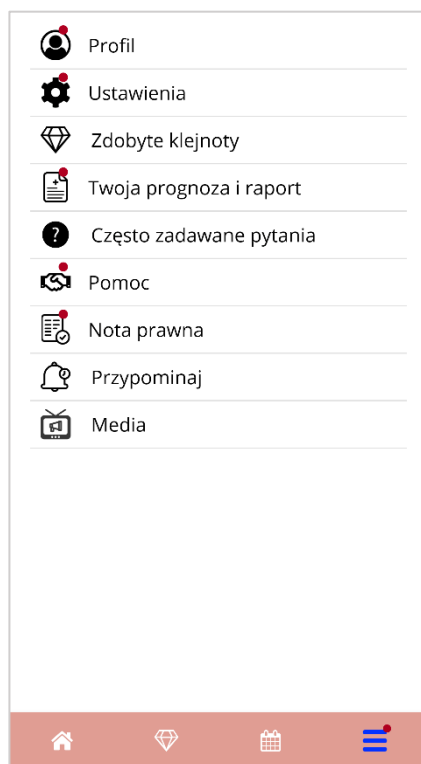 Profil
Ustawienia
Zdobyte klejnoty
Twoja prognoza i raport
Często zadawane pytania
Pomoc
Nota prawna
Przypominaj
Media